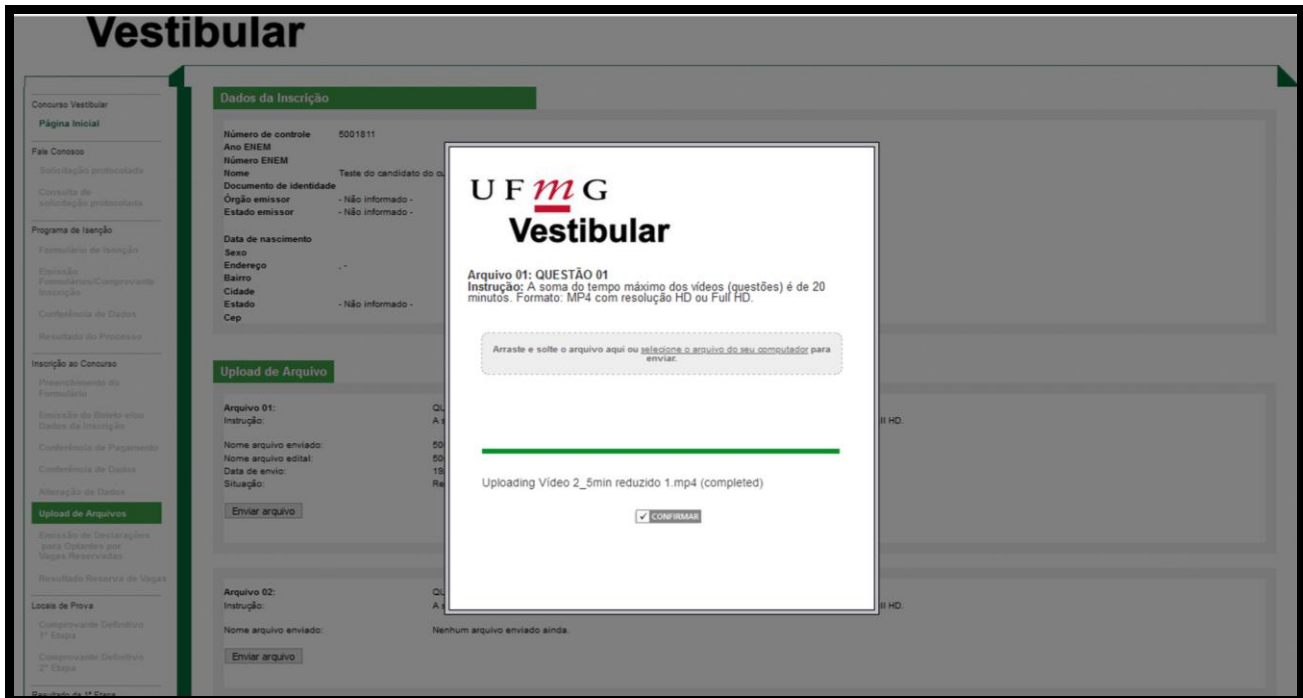 Vestibular
Concurso Vestibular
Página Inicial
Fale Conosco
Solicitação protocolada
Consulta de
solicitação protocolada
Programa de Isenção
Formulário de Isenção
Emissão
Formulários/Comprovante
Inscrição
Conferência de Dados
Resultado do Processo
Inscrição ao Concurso
Preenchimento do
Formulário
Emissão do Boleto e/ou
Dados da Inscrição
Conferência de Pagamento
Conferência de Dados
Alteração de Dados
Upload de Arquivos
Emissão de Declarações
para Optantes por
Vagas Reservadas
Resultado Reserva de Vagas
Locais de Prova
Comprovante Definitivo
1ª Etapa
Comprovante Definitivo
2ª Etapa
Resultado da 1ª Etapa
Dados da Inscrição
Número de controle 5001811
Ano ENEM
Número ENEM
Nome Teste do candidato do
Documento de identidade
Órgão emissor - Não informado -
Estado emissor - Não informado -
Data de nascimento
Sexo
Endereço , -
Bairro
Cidade
Estado - Não informado -
Cep
Upload de Arquivo
Arquivo 01:
Instrução: II HD.
Nome arquivo enviado:
Nome arquivo edital:
Data de envio:
Situação:
Enviar arquivo
Arquivo 02:
Instrução: II HD.
Nome arquivo enviado: Nenhum arquivo enviado ainda.
Enviar arquivo
UFmG
Vestibular
Arquivo 01: QUESTÃO 01
Instrução: A soma do tempo máximo dos vídeos (questões) é de 20
minutos. Formato: MP4 com resolução HD ou Full HD.
Arraste e solte o arquivo aqui ou selecione o arquivo do seu computador para
enviar.
Uploading Vídeo 2_5min reduzido 1.mp4 (completed)
CONFIRMAR